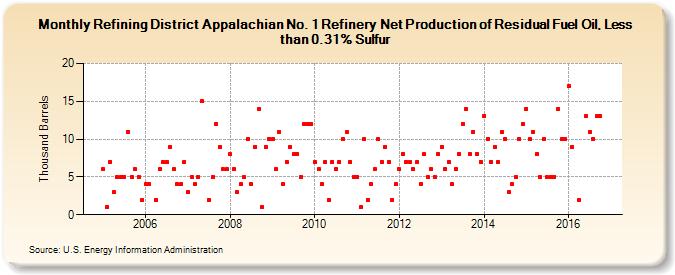 Monthly Refining District Appalachian No. 1 Refinery Net Production of Residual Fuel Oil, Less
than 0.31% Sulfur
Thousand Barrels
20
15
10
5
0
2006 2008 2010 2012 2014 2016
Source: U.S. Energy Information Administration